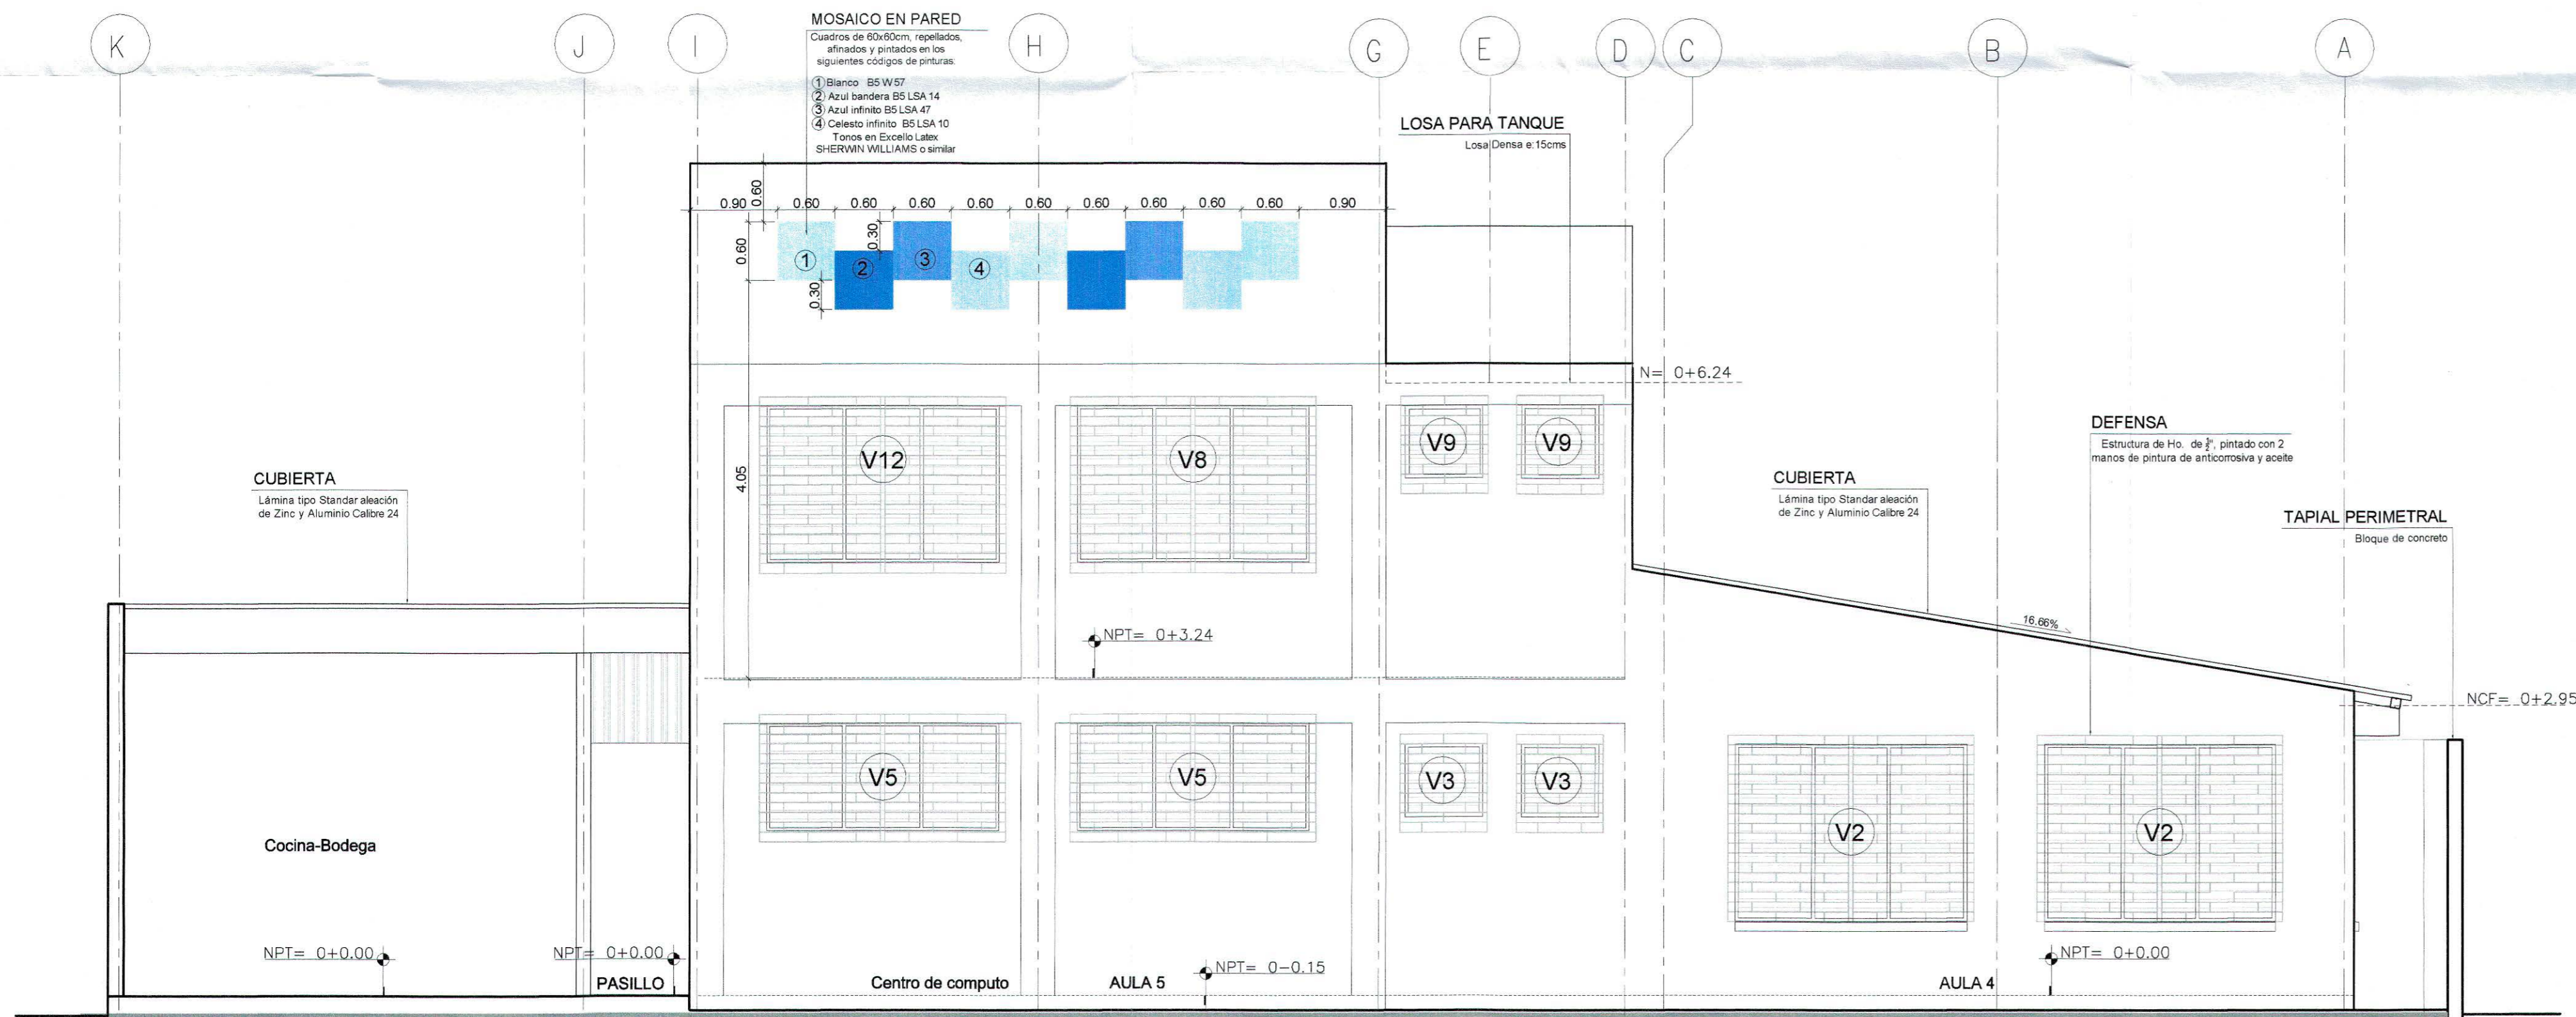 K
J
I
H
G
E
D
C
B
A
MOSAICO EN PARED
Cuadros de 60x60cm, repellados,
afinados y pintados en los
siguientes códigos de pinturas:
1 Blanco B5 W 57
2 Azul bandera B5 LSA 14
3 Azul infinito B5 LSA 47
4 Celesto infinito B5 LSA 10
Tonos en Excello Latex
SHERWIN WILLIAMS o similar
LOSA PARA TANQUE
Losa Densa e:15cms
0.60
0.90 0.60 0.60 0.60 0.60 0.60 0.60 0.60 0.60 0.60 0.90
0.60
0.30
0.30
1
2
3
4
N= 0+6.24
DEFENSA
Estructura de Ho. de ½", pintado con 2
manos de pintura de anticorrosiva y aceite
V12
V8
V9
V9
4.05
CUBIERTA
Lámina tipo Standar aleación
de Zinc y Aluminio Calibre 24
CUBIERTA
Lámina tipo Standar aleación
de Zinc y Aluminio Calibre 24
TAPIAL PERIMETRAL
Bloque de concreto
16.66%
NPT= 0+3.24
NCF= 0+2.95
V5
V5
V3
V3
V2
V2
Cocina-Bodega
NPT= 0+0.00
NPT= 0+0.00
NPT= 0-0.15
NPT= 0+0.00
PASILLO
Centro de computo
AULA 5
AULA 4